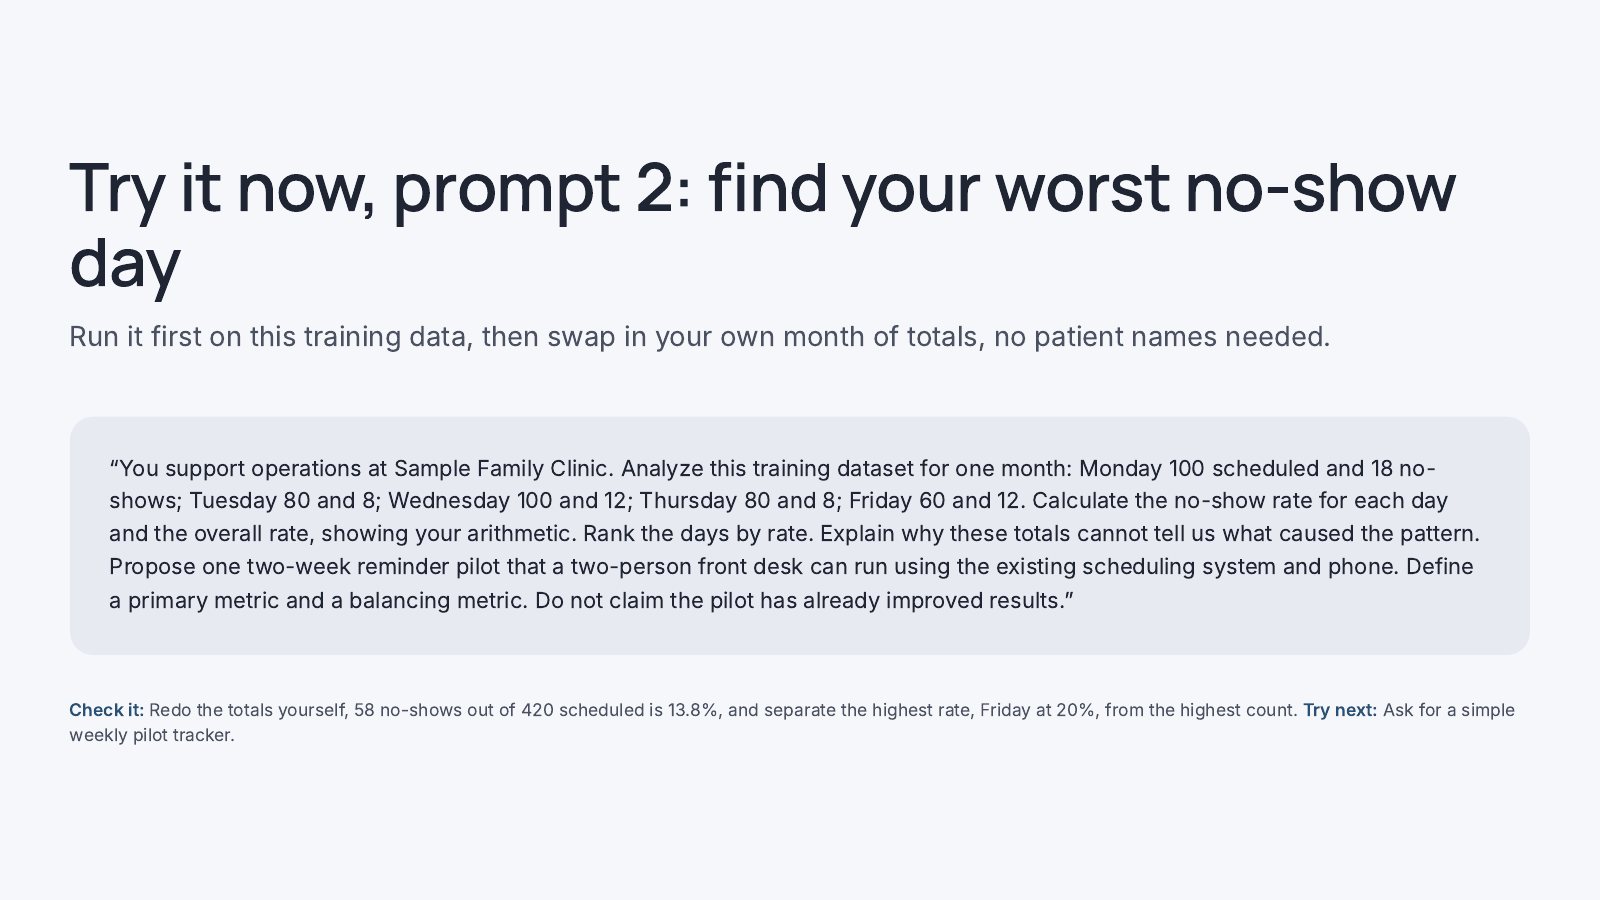 Try it now, prompt 2: find your worst no-show
day
Run it first on this training data, then swap in your own month of totals, no patient names needed.
“You support operations at Sample Family Clinic. Analyze this training dataset for one month: Monday 100 scheduled and 18 no-
shows; Tuesday 80 and 8; Wednesday 100 and 12; Thursday 80 and 8; Friday 60 and 12. Calculate the no-show rate for each day
and the overall rate, showing your arithmetic. Rank the days by rate. Explain why these totals cannot tell us what caused the pattern.
Propose one two-week reminder pilot that a two-person front desk can run using the existing scheduling system and phone. Define
a primary metric and a balancing metric. Do not claim the pilot has already improved results.”
Check it: Redo the totals yourself, 58 no-shows out of 420 scheduled is 13.8%, and separate the highest rate, Friday at 20%, from the highest count. Try next: Ask for a simple
weekly pilot tracker.